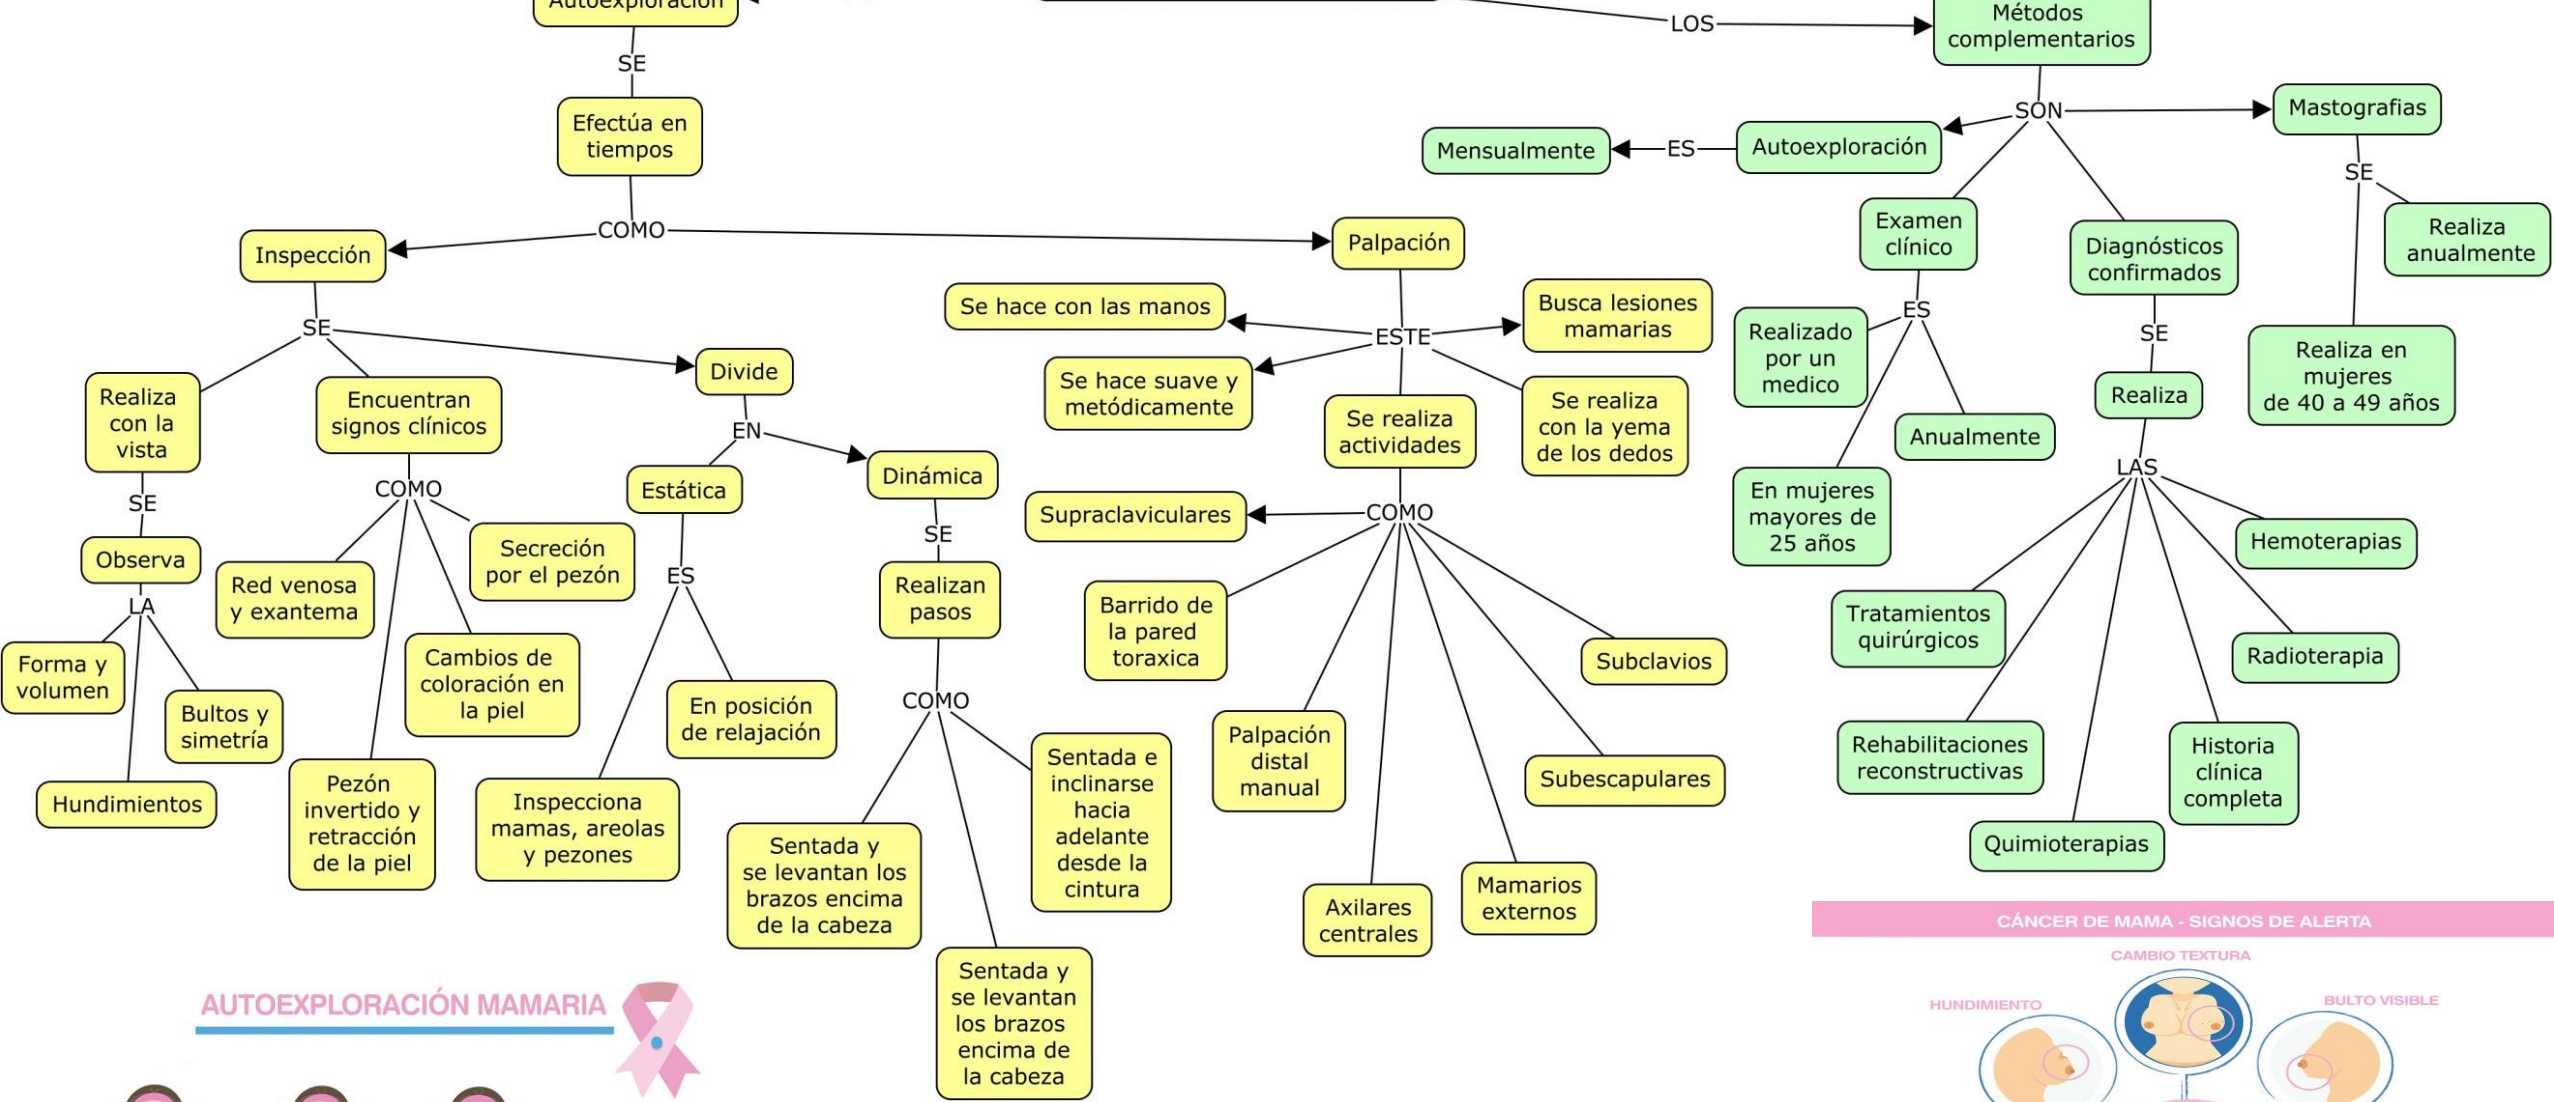 Autoexploración
LOS
Métodos
complementarios
SE
Efectúa en
tiempos
COMO
Inspección
Palpación
SE
Realiza
con la
vista
SE
Observa
LA
Forma y
volumen
Bultos y
simetría
Hundimientos
Encuentran
signos clínicos
COMO
Red venosa
y exantema
Secreción
por el pezón
Cambios de
coloración en
la piel
Pezón
invertido y
retracción
de la piel
Divide
EN
Estática
ES
Inspecciona
mamas, areolas
y pezones
En posición
de relajación
Dinámica
SE
Realizan
pasos
COMO
Sentada y
se levantan los
brazos encima
de la cabeza
Sentada y
se levantan
los brazos
encima de
la cabeza
Sentada e
inclinarse
hacia
adelante
desde la
cintura
ESTE
Se hace con las manos
Busca lesiones
mamarias
Se hace suave y
metódicamente
Se realiza
actividades
Se realiza
con la yema
de los dedos
COMO
Supraclaviculares
Barrido de
la pared
toraxica
Palpación
distal
manual
Axilares
centrales
Mamarios
externos
Subescapulares
Subclavios
SON
Mastografias
Autoexploración
ES
Mensualmente
SE
Realiza
anualmente
Realiza en
mujeres
de 40 a 49 años
Examen
clínico
ES
Realizado
por un
medico
Anualmente
En mujeres
mayores de
25 años
Diagnósticos
confirmados
SE
Realiza
LAS
Hemoterapias
Tratamientos
quirúrgicos
Radioterapia
Rehabilitaciones
reconstructivas
Historia
clínica
completa
Quimioterapias
AUTOEXPLORACIÓN MAMARIA
CÁNCER DE MAMA - SIGNOS DE ALERTA
CAMBIO TEXTURA
HUNDIMIENTO
BULTO VISIBLE